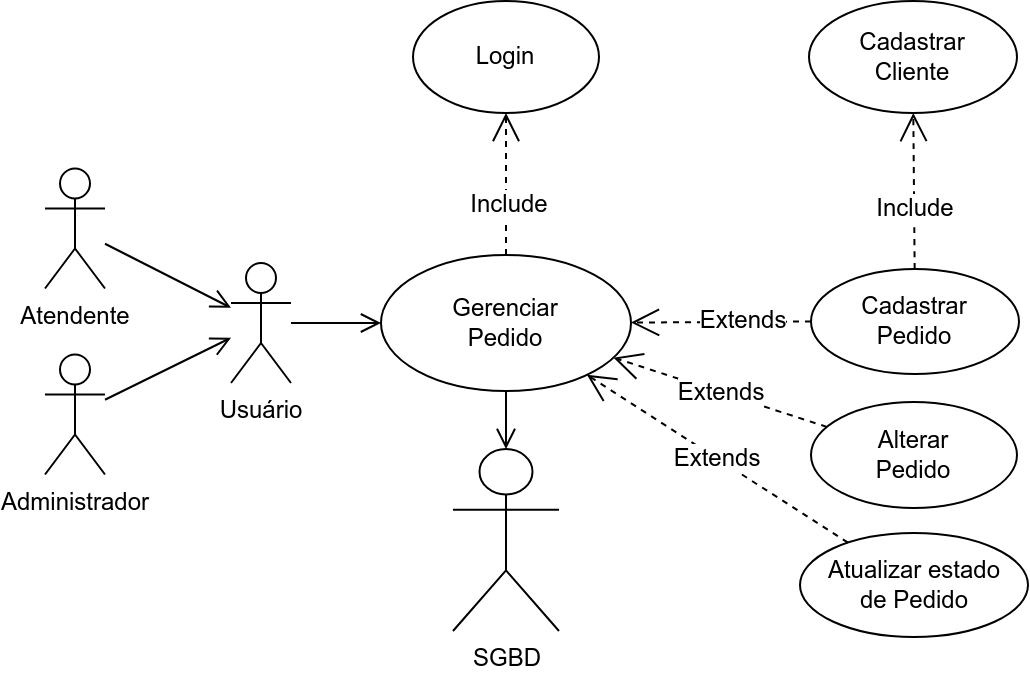 Login
Cadastrar
Cliente
Include
Include
Atendente
Usuário
Administrador
Gerenciar
Pedido
Extends
Cadastrar
Pedido
Extends
Alterar
Pedido
Extends
Atualizar estado
de Pedido
SGBD